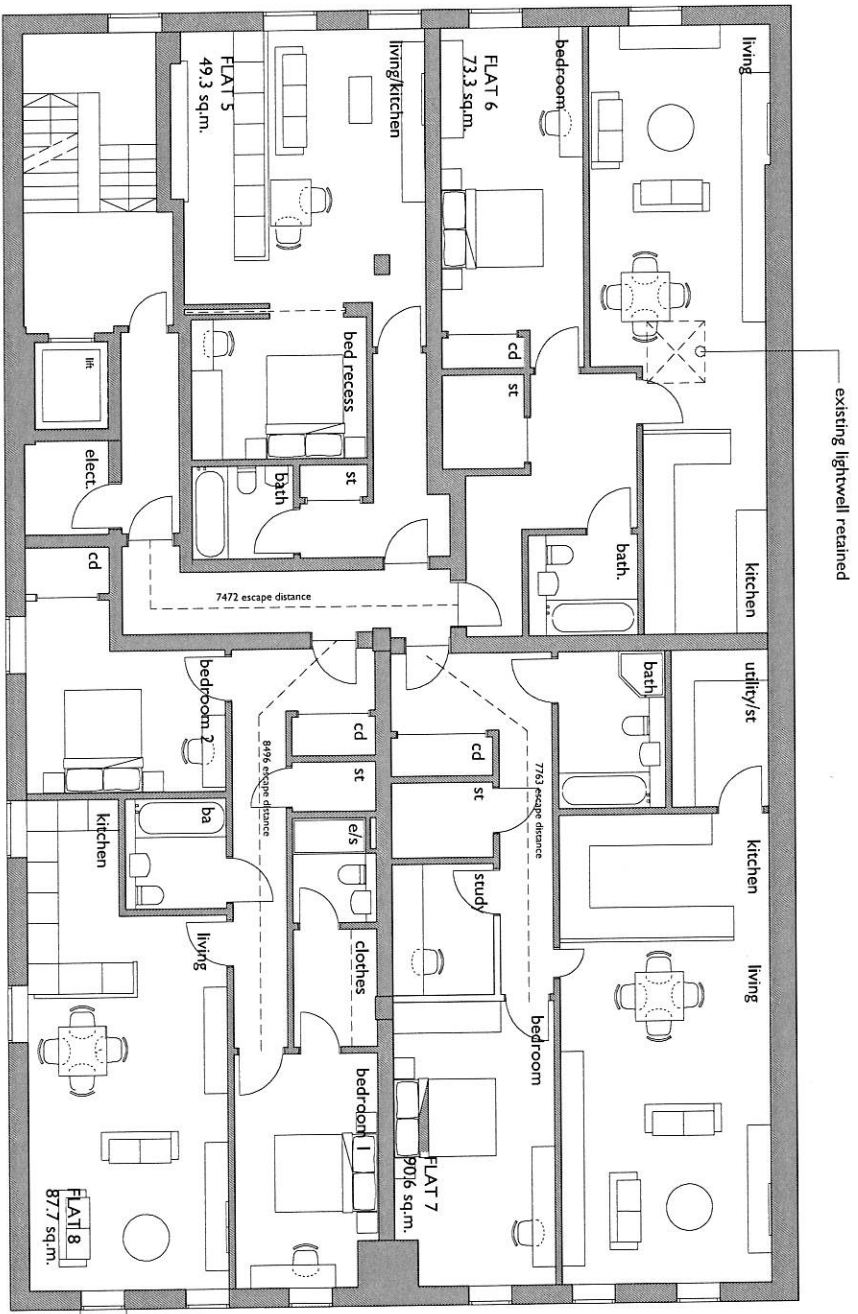 existing lightwell retained
living
kitchen
utility/st
kitchen
living
bath.
bath
bedroom
FLAT 6
73.3 sq.m.
cd
st
7763 escape distance
cd
st
study
bedroom
FLAT 7
90.6 sq.m.
living/kitchen
FLAT 5
49.3 sq.m.
bed recess
st
bath
7472 escape distance
cd
st
e/s
clothes
bedroom 1
8496 escape distance
lift
elect.
cd
bedroom 2
ba
kitchen
living
FLAT 8
87.7 sq.m.